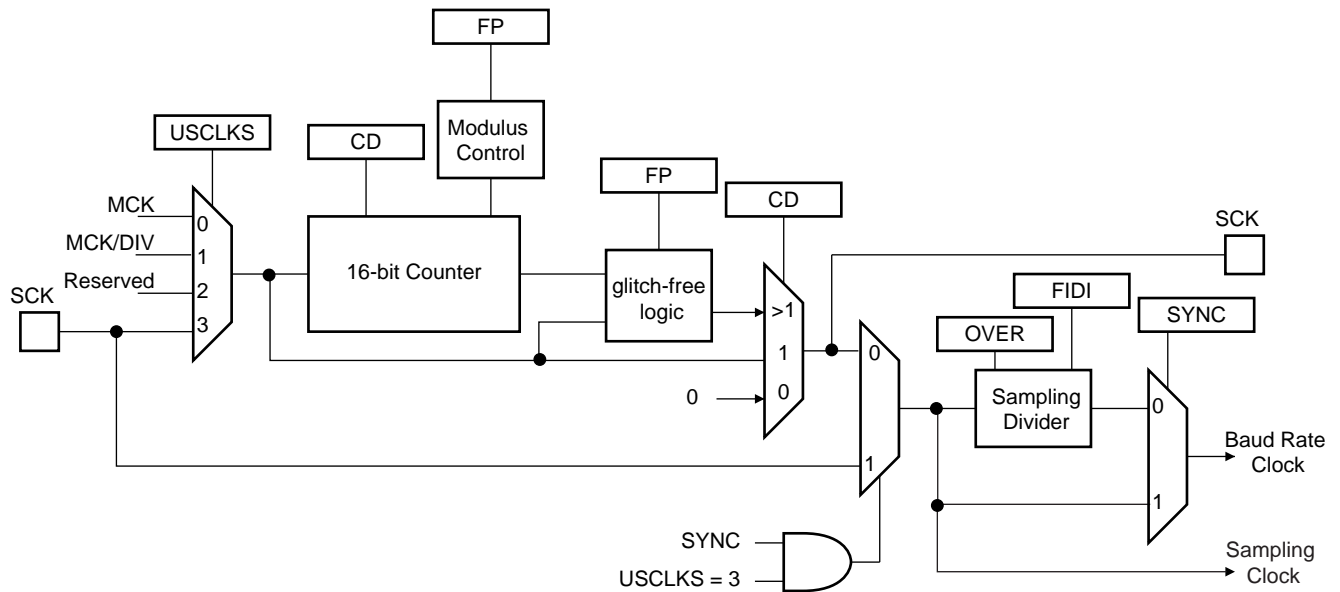 FP
USCLKS
CD
Modulus
Control
FP
CD
MCK
0
MCK/DIV
1
Reserved
2
SCK
3
16-bit Counter
glitch-free
logic
>1
1
0
0
SCK
FIDI
OVER
SYNC
0
1
Sampling
Divider
0
1
Baud Rate
Clock
SYNC
USCLKS = 3
Sampling
Clock